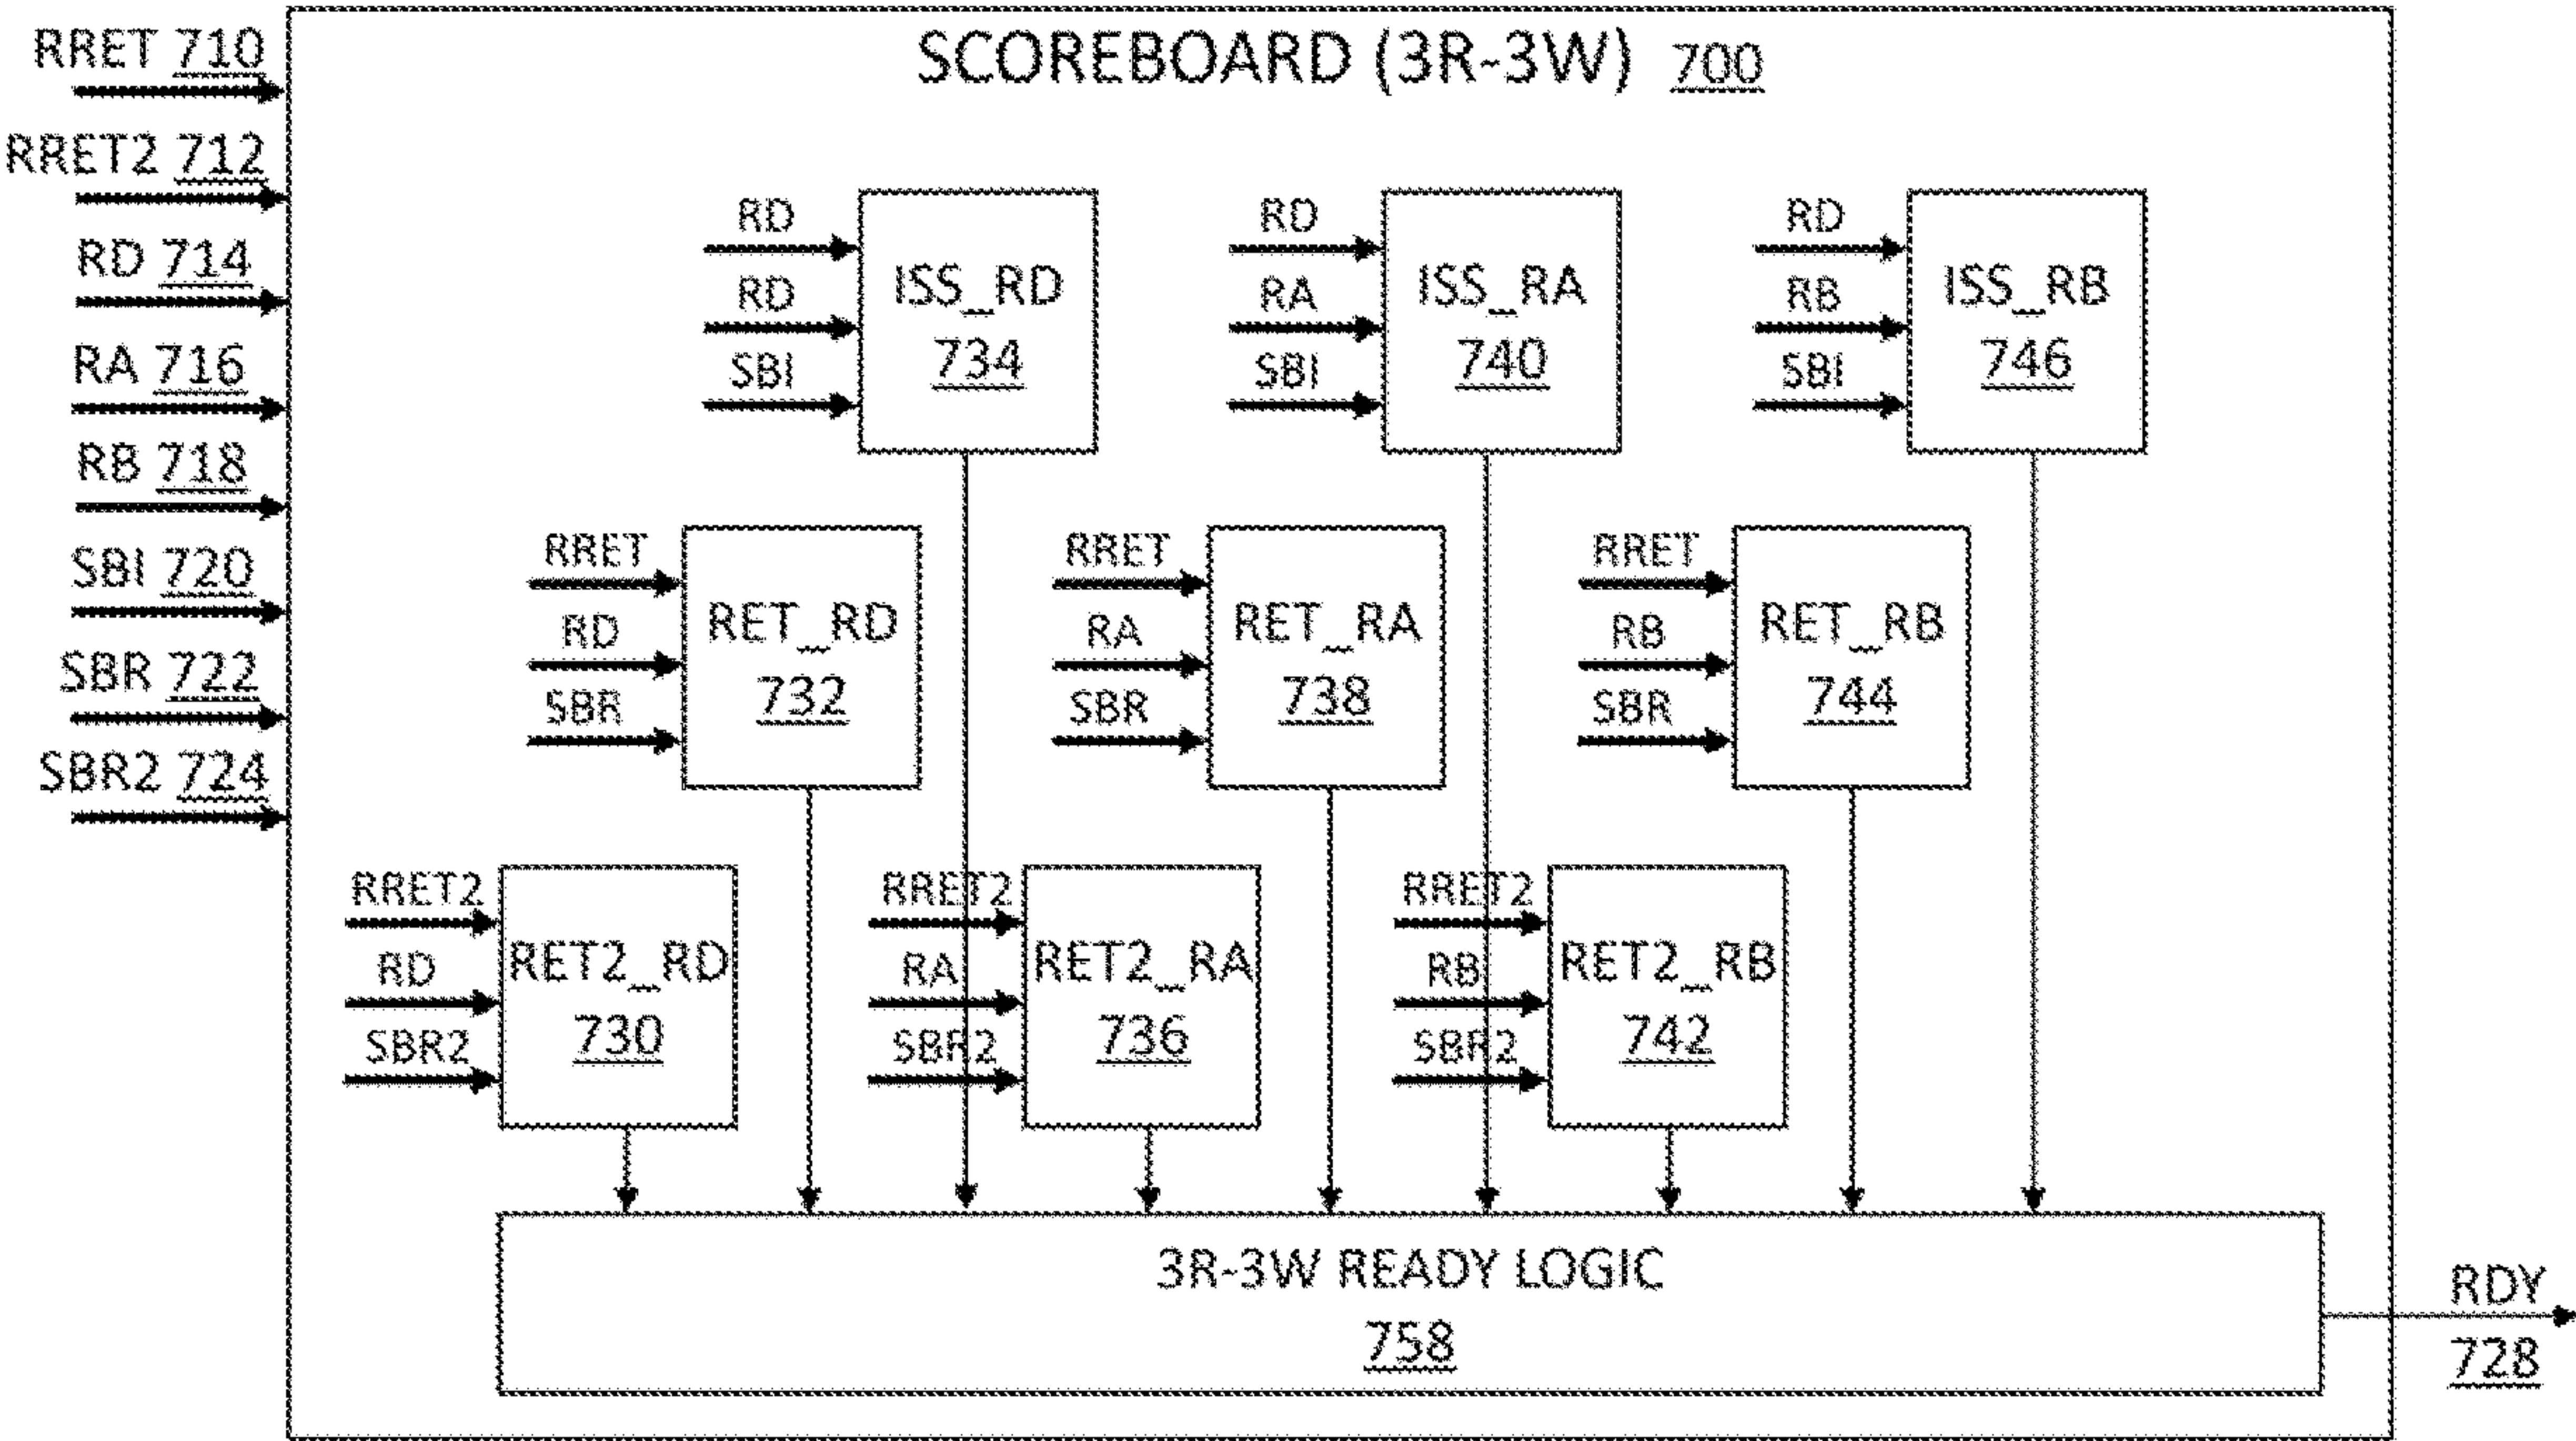 SCOREBOARD (3R-3W) 700
RRET 710
RRET2 712
RD 714
RA 716
RB 718
SBI 720
SBR 722
SBR2 724
RD
RD
SBI
ISS_RD
734
RD
RA
SBI
ISS_RA
740
RD
RB
SBI
ISS_RB
746
RRET
RD
SBR
RET_RD
732
RRET
RA
SBR
RET_RA
738
RRET
RB
SBR
RET_RB
744
RRET2
RD
SBR2
RET2_RD
730
RRET2
RA
SBR2
RET2_RA
736
RRET2
RB
SBR2
RET2_RB
742
3R-3W READY LOGIC
758
RDY
728